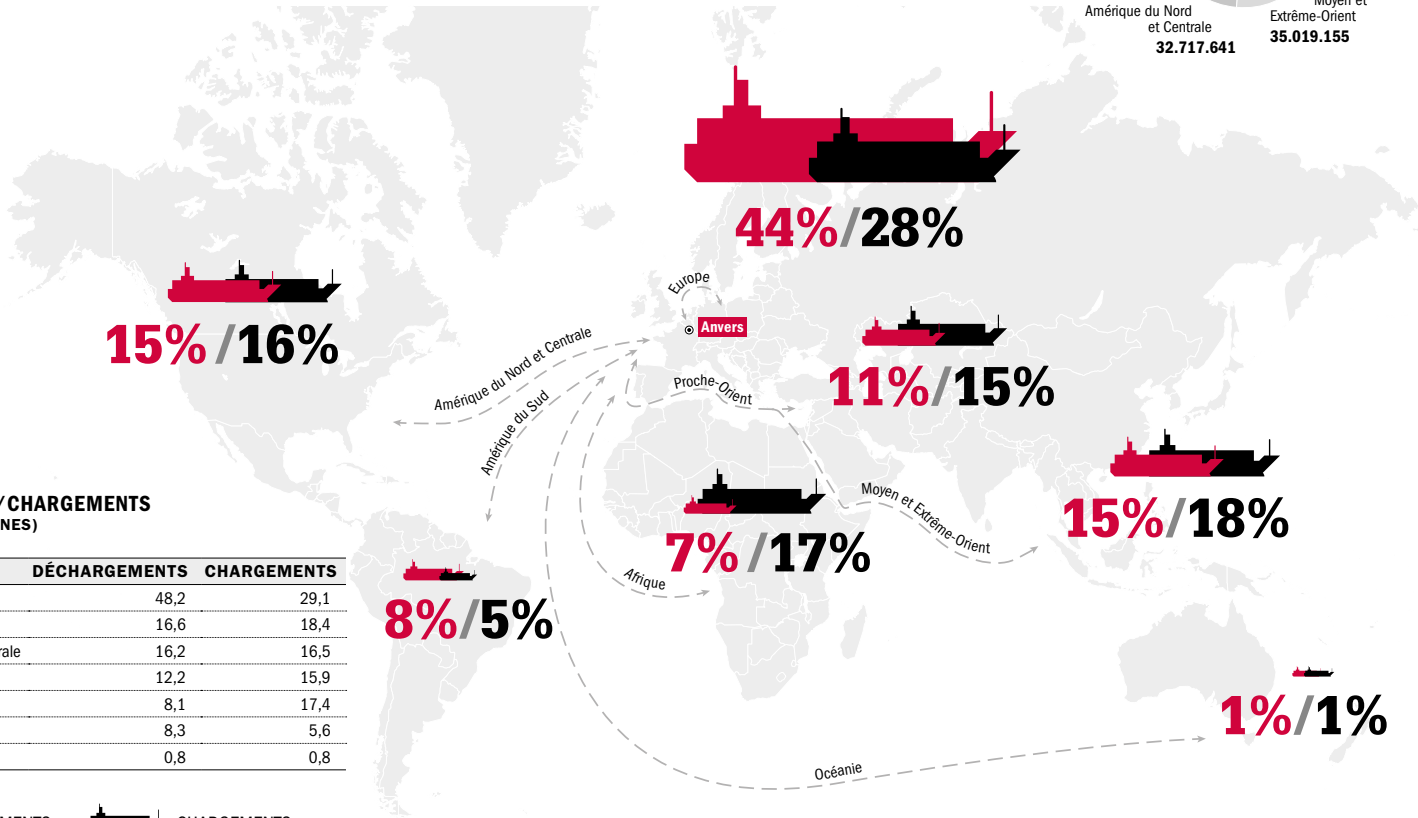 Amérique du Nord
et Centrale
32.717.641
Moyen et
Extrême-Orient
35.019.155
44%/28%
Europe
Anvers
15%/16%
Amérique du Nord et Centrale
Amérique du Sud
Proche-Orient
11%/15%
Moyen et Extrême-Orient
15%/18%
7%/17%
Afrique
8%/5%
1%/1%
Océanie
/CHARGEMENTS
NES)
DÉCHARGEMENTS CHARGEMENTS
48,2 29,1
16,6 18,4
rale 16,2 16,5
12,2 15,9
8,1 17,4
8,3 5,6
0,8 0,8